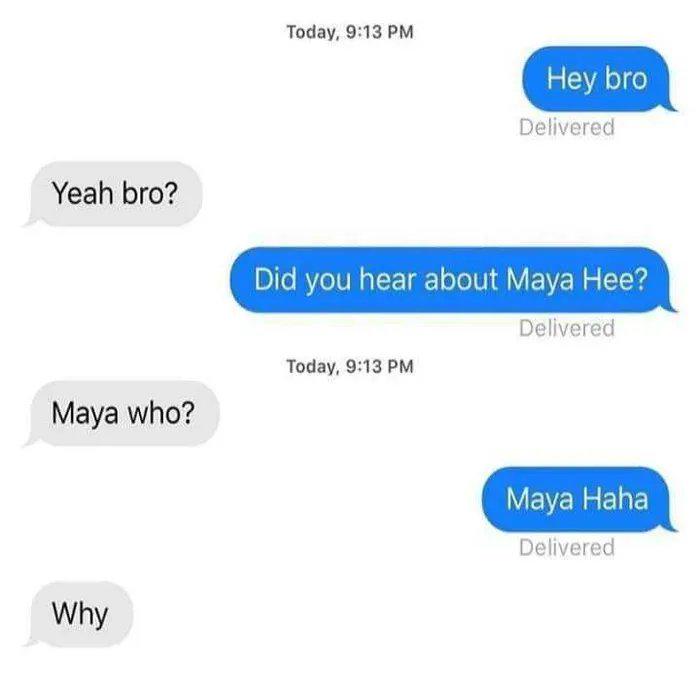 Today, 9:13 PM
Hey bro
Delivered
Yeah bro?
Did you hear about Maya Hee?
Delivered
Today, 9:13 PM
Maya who?
Maya Haha
Delivered
Why